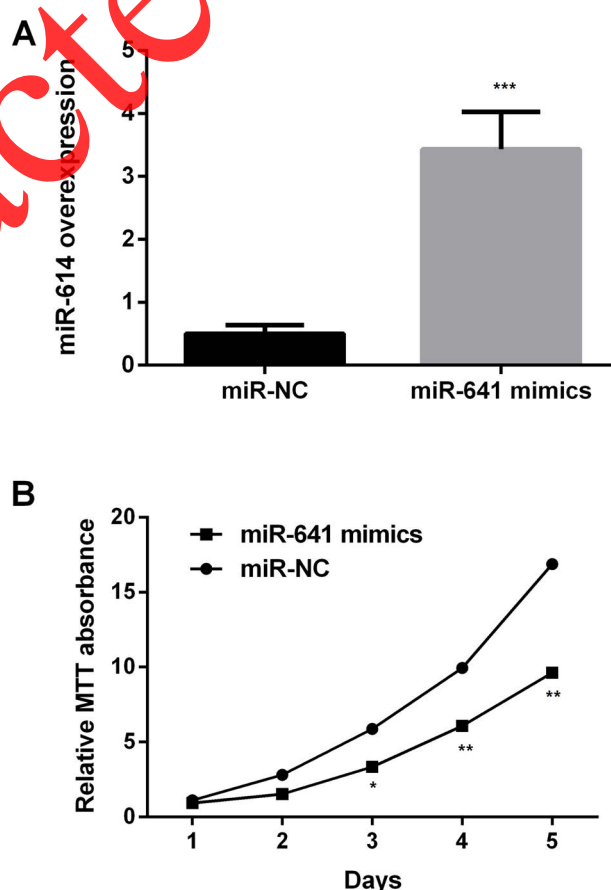 A
miR-614 overexpression
5
4
3
2
1
0
***
miR-NC
miR-641 mimics
B
Relative MTT absorbance
20
15
10
5
0
miR-641 mimics
miR-NC
*
**
**
1 2 3 4 5
Days